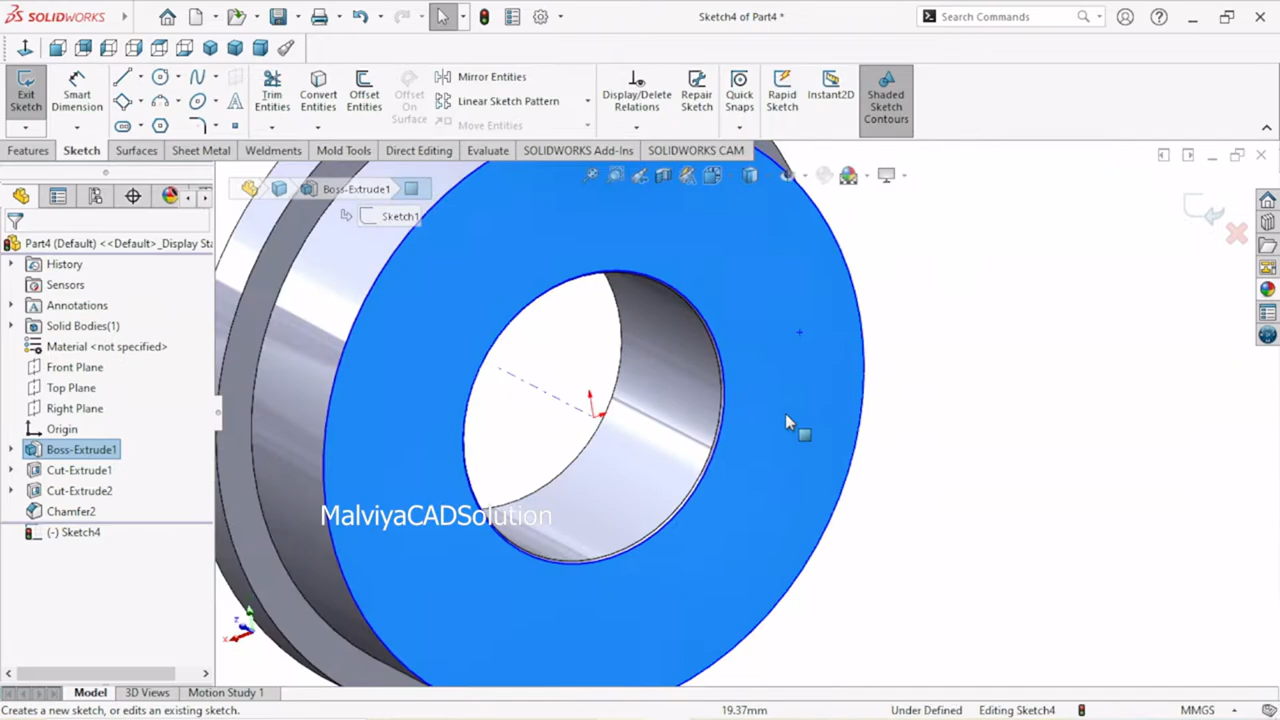 SOLIDWORKS
Sketch4 of Part4 *
Search Commands
Exit Sketch
Smart Dimension
Trim Entities
Convert Entities
Offset Entities
Offset On Surface
Mirror Entities
Linear Sketch Pattern
Move Entities
Display/Delete Relations
Repair Sketch
Quick Snaps
Rapid Sketch
Instant2D
Shaded Sketch Contours
Features
Sketch
Surfaces
Sheet Metal
Weldments
Mold Tools
Direct Editing
Evaluate
SOLIDWORKS Add-Ins
SOLIDWORKS CAM
Boss-Extrude1
Sketch1
Part4 (Default) <<Default>_Display Sta
History
Sensors
Annotations
Solid Bodies(1)
Material <not specified>
Front Plane
Top Plane
Right Plane
Origin
Boss-Extrude1
Cut-Extrude1
Cut-Extrude2
Chamfer2
(-) Sketch4
MalviyaCADSolution
Model
3D Views
Motion Study 1
Creates a new sketch, or edits an existing sketch.
19.37mm
Under Defined
Editing Sketch4
MMGS